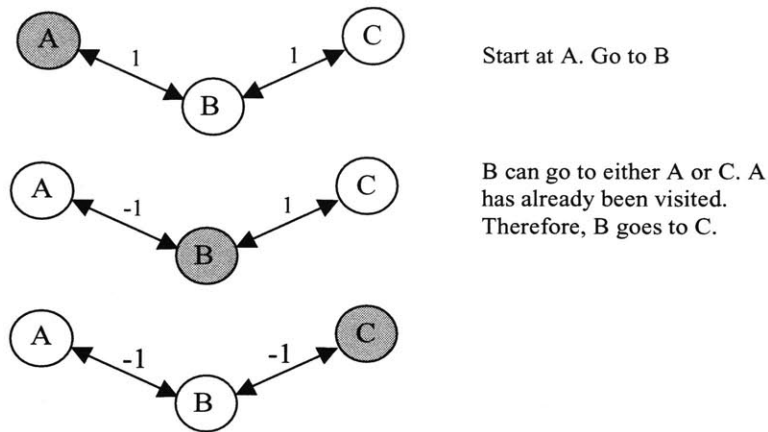 A
1
1
C
B
Start at A. Go to B
A
-1
1
C
B
B can go to either A or C. A
has already been visited.
Therefore, B goes to C.
A
-1
-1
C
B